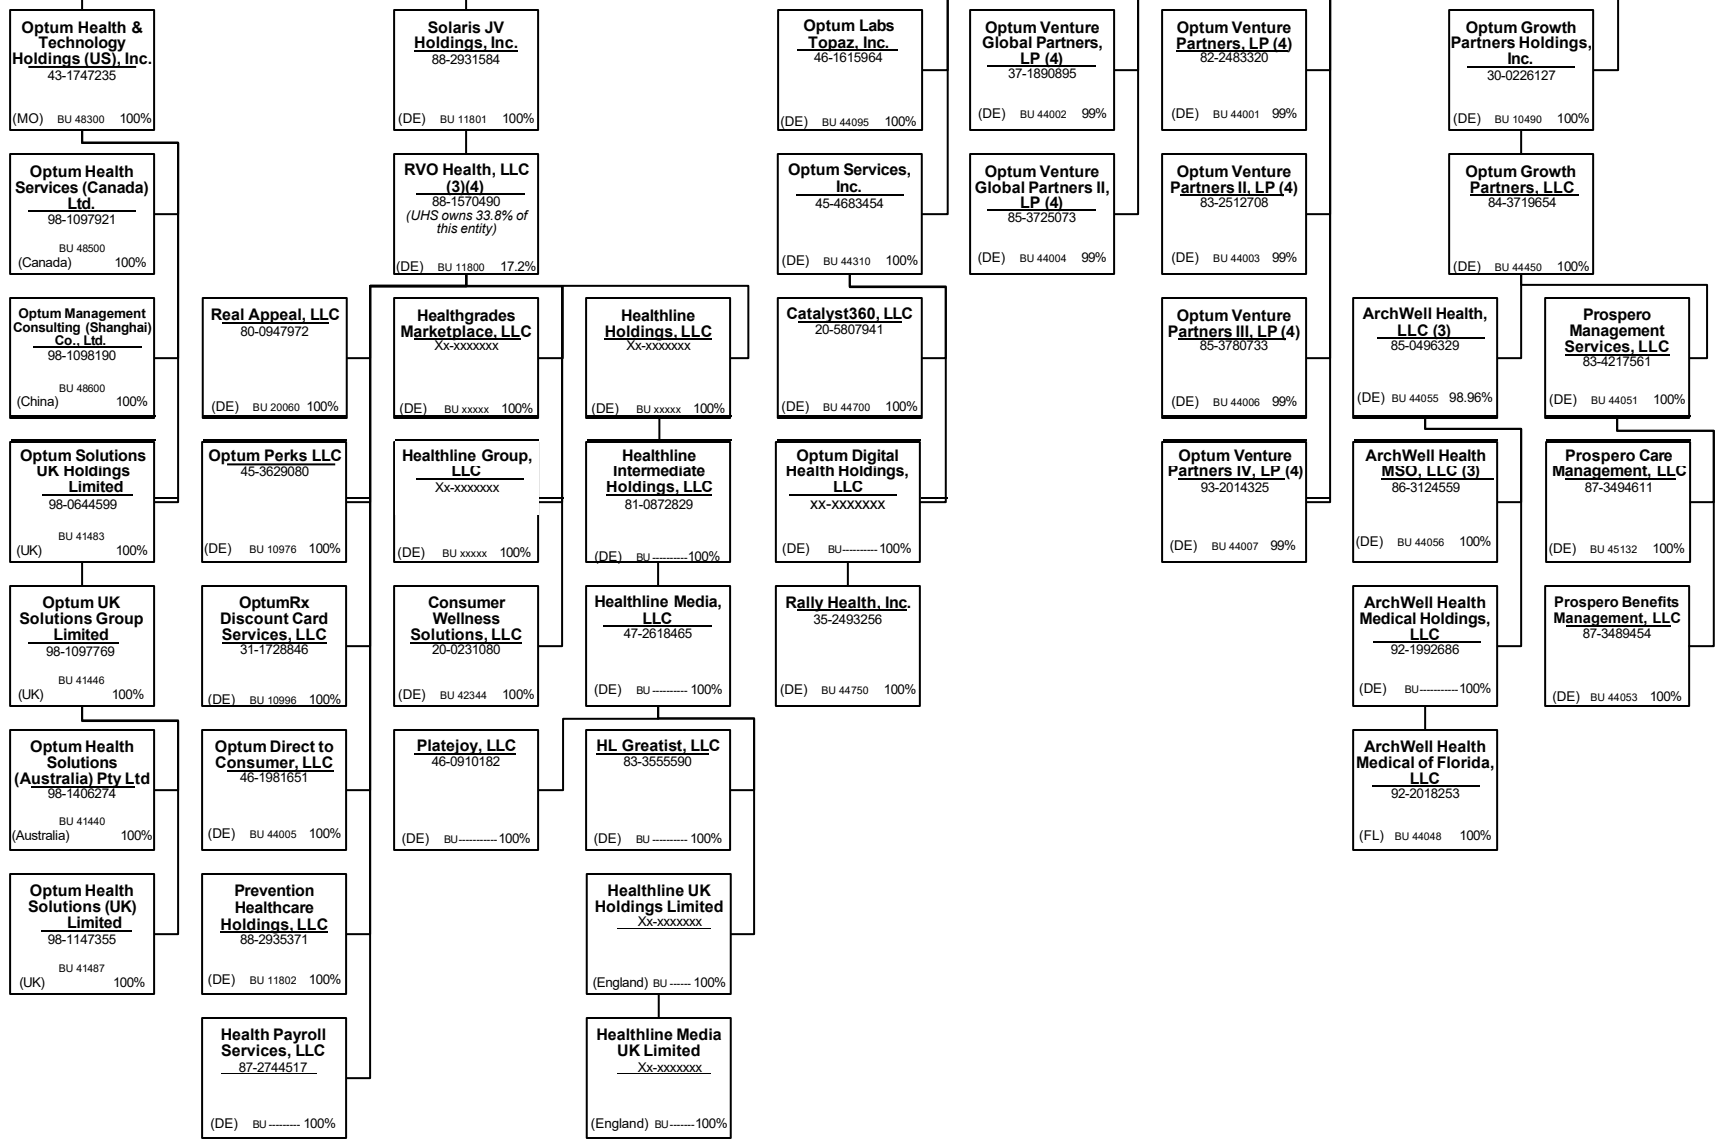 Optum Health &
Technology
Holdings (US), Inc.
43-1747235
(MO) BU 48300 100%
Solaris JV
Holdings, Inc.
88-2931584
(DE) BU 11801 100%
Optum Labs
Topaz, Inc.
46-1615964
(DE) BU 44095 100%
Optum Venture
Global Partners,
LP (4)
37-1890895
(DE) BU 44002 99%
Optum Venture
Partners, LP (4)
82-2483320
(DE) BU 44001 99%
Optum Growth
Partners Holdings,
Inc.
30-0226127
(DE) BU 10490 100%
Optum Health
Services (Canada)
Ltd.
98-1097921
BU 48500
(Canada) 100%
RVO Health, LLC
(3)(4)
88-1570490
(UHS owns 33.8% of
this entity)
(DE) BU 11800 17.2%
Optum Services,
Inc.
45-4683454
(DE) BU 44310 100%
Optum Venture
Global Partners II,
LP (4)
85-3725073
(DE) BU 44004 99%
Optum Venture
Partners II, LP (4)
83-2512708
(DE) BU 44003 99%
Optum Growth
Partners, LLC
84-3719654
(DE) BU 44450 100%
Optum Management
Consulting (Shanghai)
Co., Ltd.
98-1098190
BU 48600
(China) 100%
Real Appeal, LLC
80-0947972
(DE) BU 20060 100%
Healthgrades
Marketplace, LLC
Xx-xxxxxxx
(DE) BU xxxxx 100%
Healthline
Holdings, LLC
Xx-xxxxxxx
(DE) BU xxxxx 100%
Catalyst360, LLC
20-5807941
(DE) BU 44700 100%
Optum Venture
Partners III, LP (4)
85-3780733
(DE) BU 44006 99%
ArchWell Health,
LLC (3)
85-0496329
(DE) BU 44055 98.96%
Prospero
Management
Services, LLC
83-4217561
(DE) BU 44051 100%
Optum Solutions
UK Holdings
Limited
98-0644599
BU 41483
(UK) 100%
Optum Perks LLC
45-3629080
(DE) BU 10976 100%
Healthline Group,
LLC
Xx-xxxxxxx
(DE) BU xxxxx 100%
Healthline
Intermediate
Holdings, LLC
81-0872829
(DE) BU ----------100%
Optum Digital
Health Holdings,
LLC
xx-xxxxxxx
(DE) BU---------- 100%
Optum Venture
Partners IV, LP (4)
93-2014325
(DE) BU 44007 99%
ArchWell Health
MSO, LLC (3)
86-3124559
(DE) BU 44056 100%
Prospero Care
Management, LLC
87-3494611
(DE) BU 45132 100%
Optum UK
Solutions Group
Limited
98-1097769
BU 41446
(UK) 100%
OptumRx
Discount Card
Services, LLC
31-1728846
(DE) BU 10996 100%
Consumer
Wellness
Solutions, LLC
20-0231080
(DE) BU 42344 100%
Healthline Media,
LLC
47-2618465
(DE) BU ---------- 100%
Rally Health, Inc.
35-2493256
(DE) BU 44750 100%
ArchWell Health
Medical Holdings,
LLC
92-1992686
(DE) BU-----------100%
Prospero Benefits
Management, LLC
87-3489454
(DE) BU 44053 100%
Optum Health
Solutions
(Australia) Pty Ltd
98-1406274
BU 41440
(Australia) 100%
Optum Direct to
Consumer, LLC
46-1981651
(DE) BU 44005 100%
Platejoy, LLC
46-0910182
(DE) BU----------- 100%
HL Greatist, LLC
83-3555590
(DE) BU ---------- 100%
ArchWell Health
Medical of Florida,
LLC
92-2018253
(FL) BU 44048 100%
Optum Health
Solutions (UK)
Limited
98-1147355
BU 41487
(UK) 100%
Prevention
Healthcare
Holdings, LLC
88-2935371
(DE) BU 11802 100%
Healthline UK
Holdings Limited
Xx-xxxxxxx
(England) BU ------ 100%
Health Payroll
Services, LLC
87-2744517
(DE) BU --------- 100%
Healthline Media
UK Limited
Xx-xxxxxxx
(England) BU-------100%